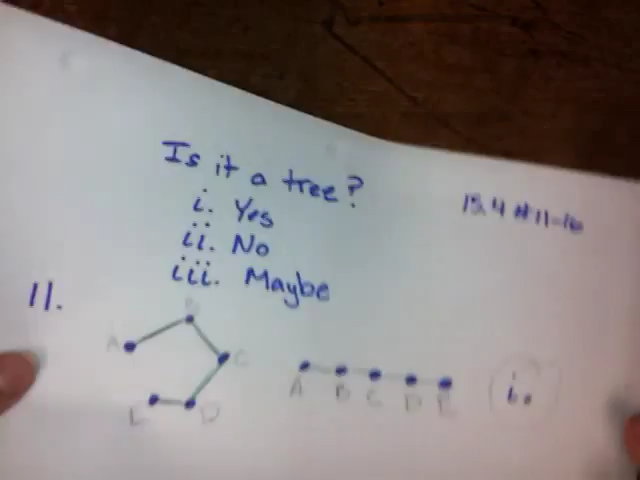 Is it a tree?
i. Yes
ii. No
iii. Maybe
15.4 #11-16
11.
A B C D E
A B C D E
i.